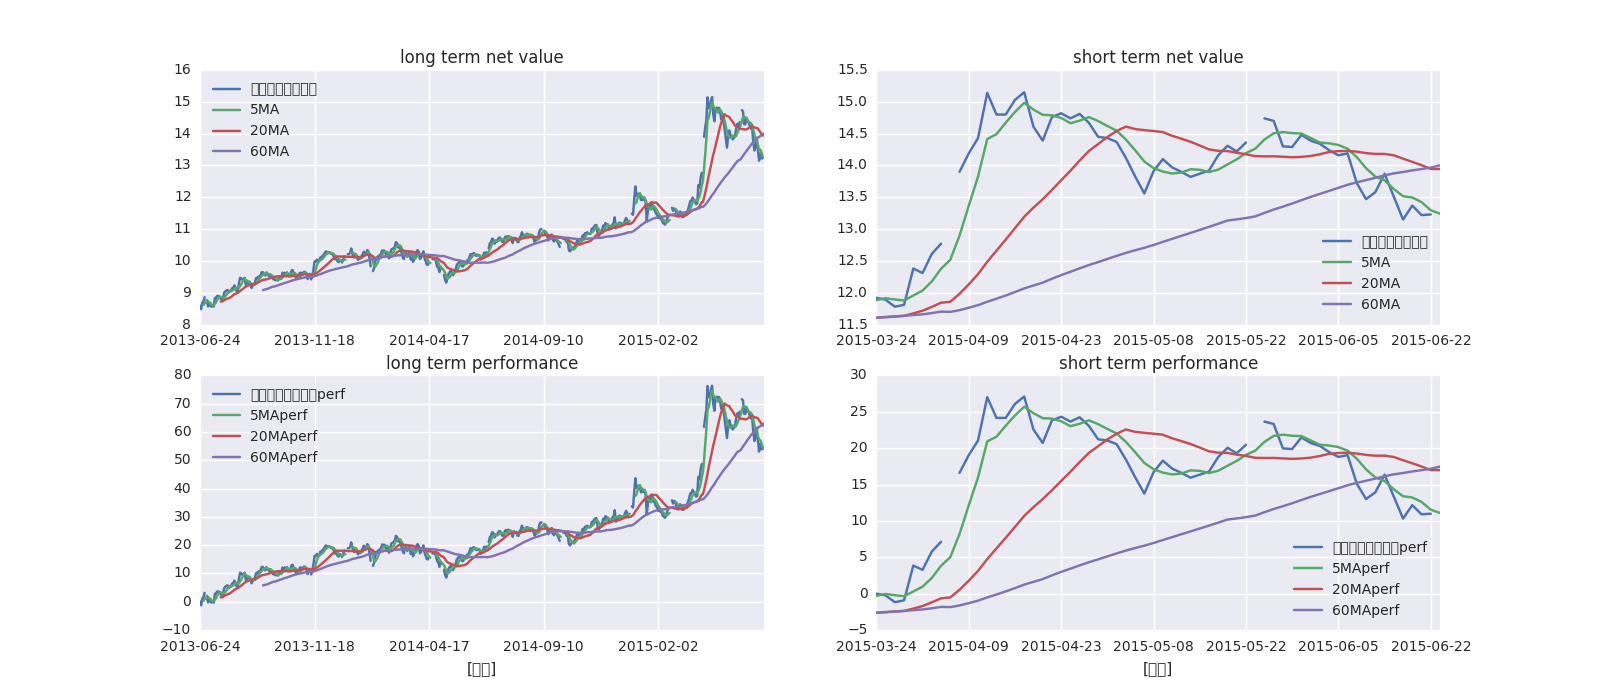 long term net value
16
15
14
13
12
11
10
9
8
5MA
20MA
60MA
2013-06-24 2013-11-18 2014-04-17 2014-09-10 2015-02-02
short term net value
15.5
15.0
14.5
14.0
13.5
13.0
12.5
12.0
11.5
5MA
20MA
60MA
2015-03-24 2015-04-09 2015-04-23 2015-05-08 2015-05-22 2015-06-05 2015-06-22
long term performance
80
70
60
50
40
30
20
10
0
−10
perf
5MAperf
20MAperf
60MAperf
2013-06-24 2013-11-18 2014-04-17 2014-09-10 2015-02-02
[]
short term performance
30
25
20
15
10
5
0
−5
perf
5MAperf
20MAperf
60MAperf
2015-03-24 2015-04-09 2015-04-23 2015-05-08 2015-05-22 2015-06-05 2015-06-22
[]